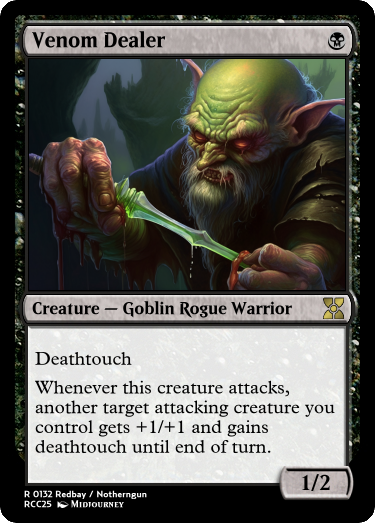 Venom Dealer
Creature — Goblin Rogue Warrior
Deathtouch
Whenever this creature attacks,
another target attacking creature you
control gets +1/+1 and gains
deathtouch until end of turn.
1/2
R 0132 Redbay / Notherngun
RCC25 Midjourney